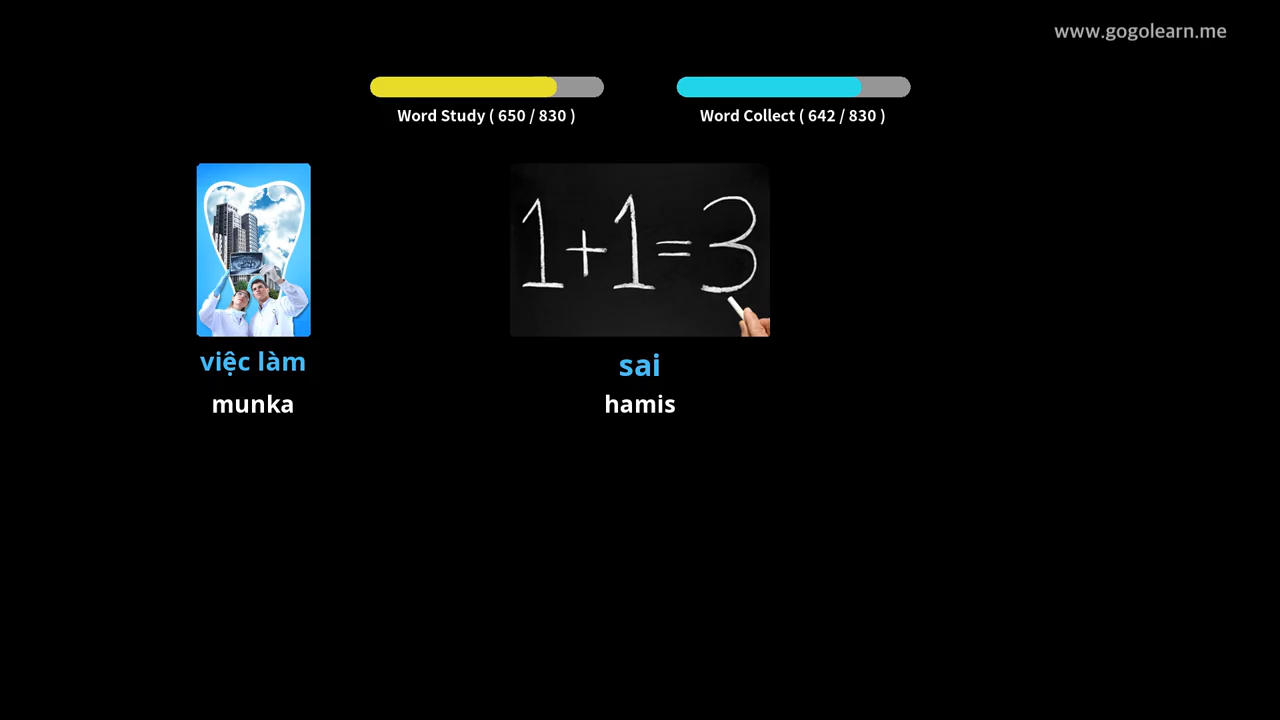 www.gogolearn.me
Word Study ( 650 / 830 )
Word Collect ( 642 / 830 )
1+1=3
việc làm
sai
munka
hamis